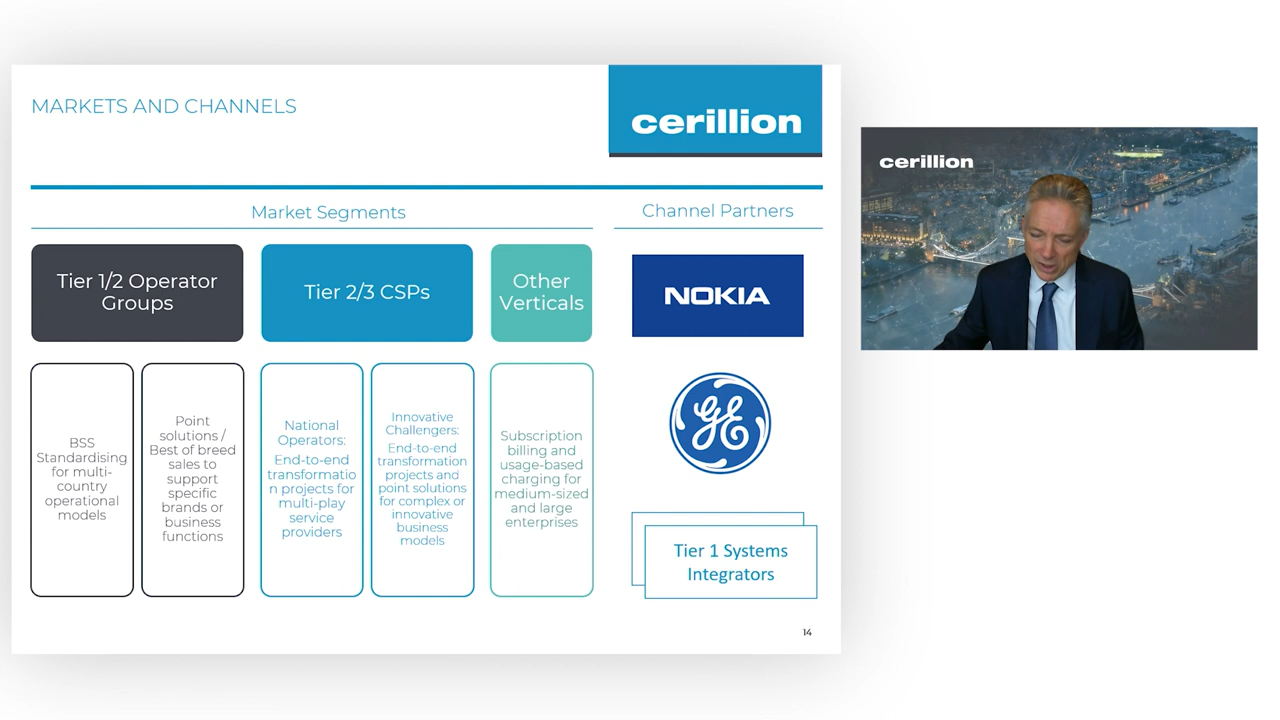 MARKETS AND CHANNELS
cerillion
Market Segments
Channel Partners
Tier 1/2 Operator
Groups
Tier 2/3 CSPs
Other
Verticals
NOKIA
BSS
Standardising
for multi-
country
operational
models
Point
solutions /
Best of breed
sales to
support
specific
brands or
business
functions
National
Operators:
End-to-end
transformatio
n projects for
multi-play
service
providers
Innovative
Challengers:
End-to-end
transformation
projects and
point solutions
for complex or
innovative
business
models
Subscription
billing and
usage-based
charging for
medium-sized
and large
enterprises
GE
Tier 1 Systems
Integrators
14
cerillion